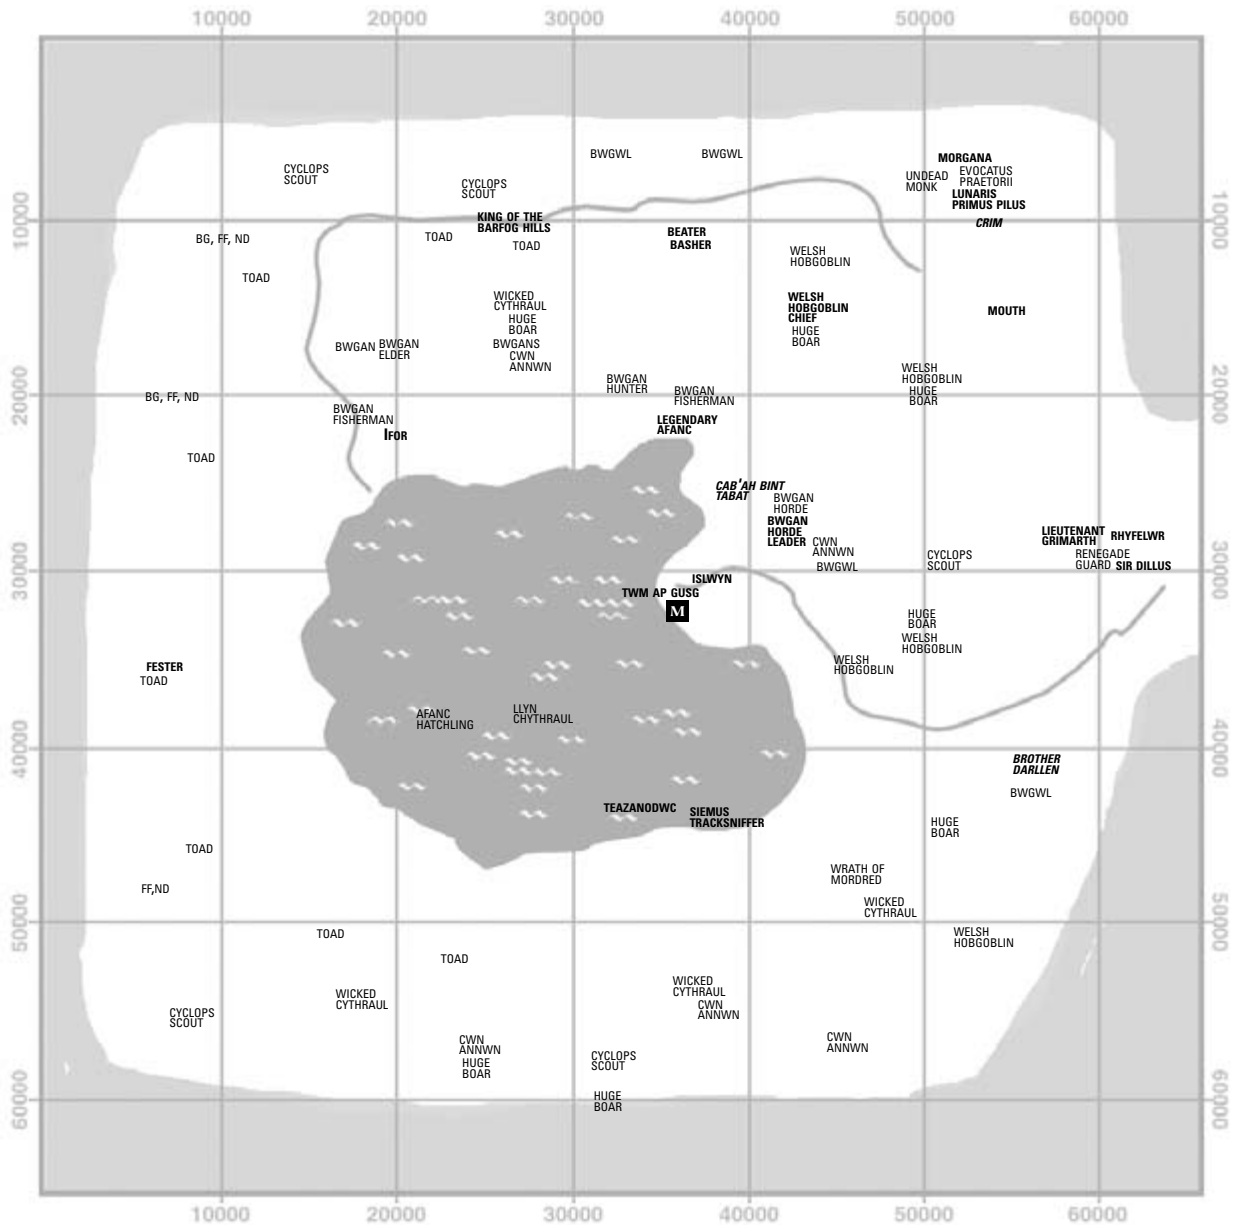 10000
20000
30000
40000
50000
60000
BWGWL
BWGWL
MORGANA
CYCLOPS
SCOUT
EVOCATUS
PRAETORII
UNDEAD
MONK
CYCLOPS
SCOUT
LUNARIS
PRIMUS PILUS
10000
10000
KING OF THE
BARFOG HILLS
CRIM
BEATER
BASHER
BG, FF, ND
TOAD
TOAD
WELSH
HOBGOBLIN
TOAD
WICKED
CYTHRAUL
WELSH
HOBGOBLIN
CHIEF
MOUTH
HUGE
BOAR
HUGE
BOAR
BWGAN
BWGAN
ELDER
BWGANS
CWN
ANNWN
WELSH
HOBGOBLIN
BWGAN
HUNTER
BWGAN
FISHERMAN
HUGE
BOAR
20000
20000
BG, FF, ND
BWGAN
FISHERMAN
IFOR
LEGENDARY
AFANC
TOAD
CAB'AH BINT
TABAT
BWGAN
HORDE
BWGAN
HORDE
LEADER
LIEUTENANT
GRIMARTH
RHYFELWR
CWN
ANNWN
CYCLOPS
SCOUT
RENEGADE
GUARD
SIR DILLUS
BWGWL
30000
30000
ISLWYN
TWM AP GUSG
M
HUGE
BOAR
WELSH
HOBGOBLIN
WELSH
HOBGOBLIN
FESTER
TOAD
AFANC
HATCHLING
LLYN
CHYTHRAUL
40000
40000
BROTHER
DARLLEN
BWGWL
TEAZANODWC
SIEMUS
TRACKSNIFFER
HUGE
BOAR
TOAD
WRATH OF
MORDRED
FF,ND
WICKED
CYTHRAUL
50000
50000
TOAD
WELSH
HOBGOBLIN
TOAD
WICKED
CYTHRAUL
WICKED
CYTHRAUL
CWN
ANNWN
CYCLOPS
SCOUT
CWN
ANNWN
CWN
ANNWN
HUGE
BOAR
CYCLOPS
SCOUT
60000
60000
HUGE
BOAR
10000
20000
30000
40000
50000
60000